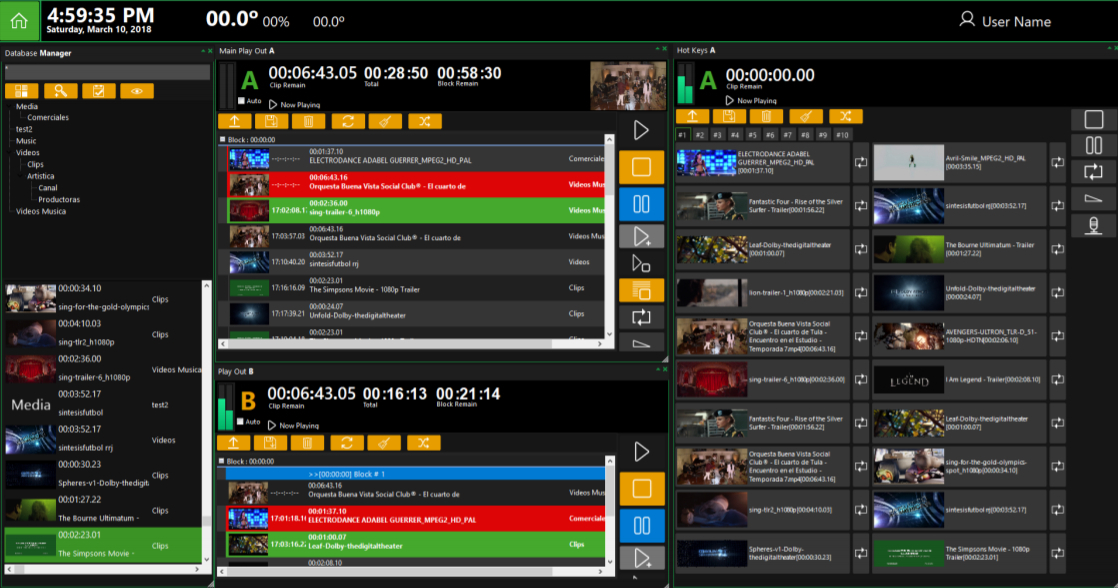 4:59:35 PM
Saturday, March 10, 2018
00.0º 00% 00.0º
User Name
Database Manager
Media
Comerciales
test2
Music
Videos
Clips
Artistica
Canal
Productoras
Videos Musica
00:00:34.10
sing-for-the-gold-olympics
Clips
00:04:10.03
sing-tlr2_h1080p
Clips
00:02:36.00
sing-trailer-6_h1080p
Videos Musica
Media
00:03:52.17
sintesisfutbol
test2
00:03:52.17
sintesisfutbol rrj
Videos
00:00:30.23
Spheres-v1-Dolby-thedigit
Clips
00:01:27.22
The Bourne Ultimatum -
Clips
00:02:23.01
The Simpsons Movie -
Clips
Main Play Out A
A
Auto
00:06:43.05 00:28:50 00:58:30
Clip Remain Total Block Remain
Now Playing
Block : 00:00:00
00:01:37.10
--:--:--.-- ELECTRODANCE ADABEL GUERRER_MPEG2_HD_PAL Comerciale
00:06:43.16
--:--:--.-- Orquesta Buena Vista Social Club® - El cuarto de Videos Mus
00:02:36.00
17:02:08.1 sing-trailer-6_h1080p Videos Mus
17:03:57.03 Orquesta Buena Vista Social Club® - El cuarto de Videos Mus
00:03:52.17
17:10:40.20 sintesisfutbol rrj Videos
00:02:23.01
17:16:16.09 The Simpsons Movie - 1080p Trailer Clips
00:00:24.07
17:17:39.21 Unfold-Dolby-thedigitaltheater Clips
00:02:23.01
Play Out B
B
Auto
00:06:43.05 00:16:13 00:21:14
Clip Remain Total Block Remain
Now Playing
Block : 00:00:00
>>[00:00:00] Block # 1
00:06:43.16
--:--:--.-- Orquesta Buena Vista Social Club® - El cuarto de Videos Mus
00:01:37.10
17:01:18.1 ELECTRODANCE ADABEL GUERRER_MPEG2_HD_PAL Comerciale
00:01:00.07
17:03:16.2 Leaf-Dolby-thedigitaltheater Clips
00:02:08.10
Hot Keys A
A
00:00:00.00
Clip Remain
Now Playing
#1 #2 #3 #4 #5 #6 #7 #8 #9 #10
ELECTRODANCE ADABEL
GUERRER_MPEG2_HD_PAL
[00:01:37.10]
Avril-Smile_MPEG2_HD_PAL
[00:03:35.15]
Fantastic Four - Rise of the Silver
Surfer - Trailer[00:01:56.22]
sintesisfutbol rrj[00:03:52.17]
Leaf-Dolby-thedigitaltheater
[00:01:00.07]
The Bourne Ultimatum - Trailer
[00:01:27.22]
lion-trailer-1_h1080p[00:02:21.03]
Unfold-Dolby-thedigitaltheater
[00:00:24.07]
Orquesta Buena Vista Social
Club® - El cuarto de Tula -
Encuentro en el Estudio -
Temporada 7.mp4[00:06:43.16]
AVENGERS-ULTRON_TLR-D_S1-
1080p-HDTN[00:02:06.10]
sing-trailer-6_h1080p[00:02:36.00]
I AM
LEGEND
I Am Legend - Trailer[00:02:08.10]
Fantastic Four - Rise of the Silver
Surfer - Trailer[00:01:56.22]
Leaf-Dolby-thedigitaltheater
[00:01:00.07]
Orquesta Buena Vista Social
Club® - El cuarto de Tula -
Encuentro en el Estudio -
Temporada 7.mp4[00:06:43.16]
sing-for-the-gold-olympics-
spot_h1080p[00:00:34.10]
sing-tlr2_h1080p[00:04:10.03]
sintesisfutbol rrj[00:03:52.17]
Spheres-v1-Dolby-
thedigitaltheater[00:00:30.23]
The Simpsons Movie - 1080p
Trailer[00:02:23.01]